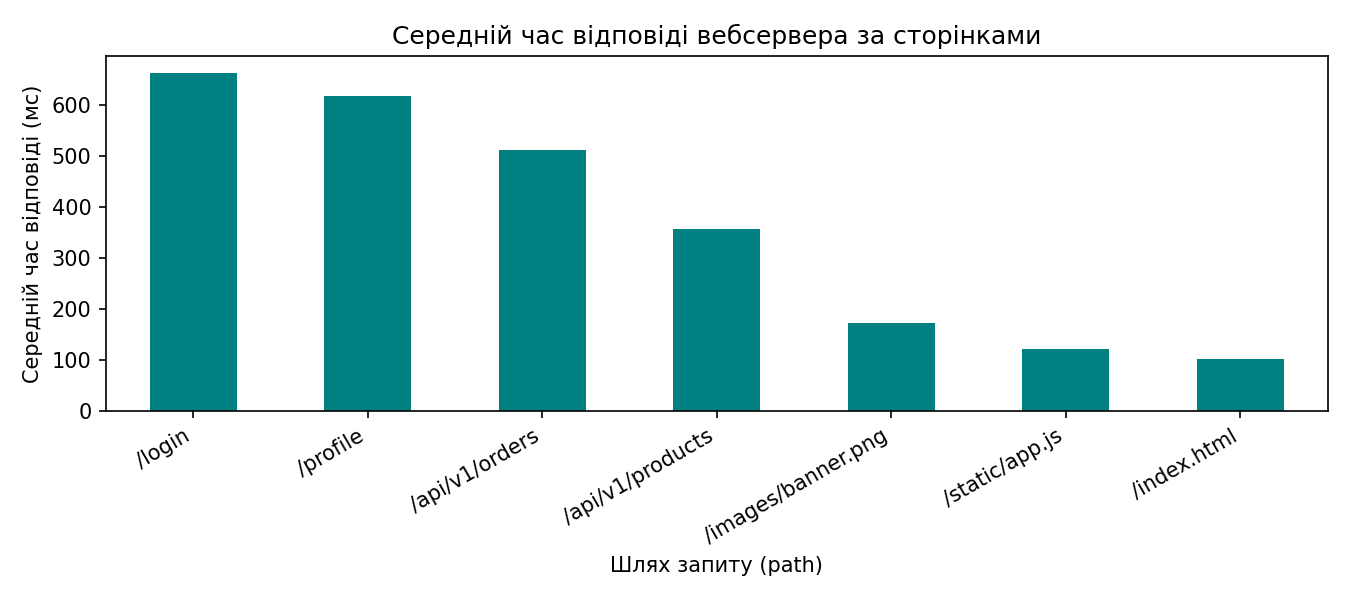 Середній час відповіді вебсервера за сторінками
Середній час відповіді (мс)
600
500
400
300
200
100
0
/login
/profile
/api/v1/orders
/api/v1/products
/images/banner.png
/static/app.js
/index.html
Шлях запиту (path)